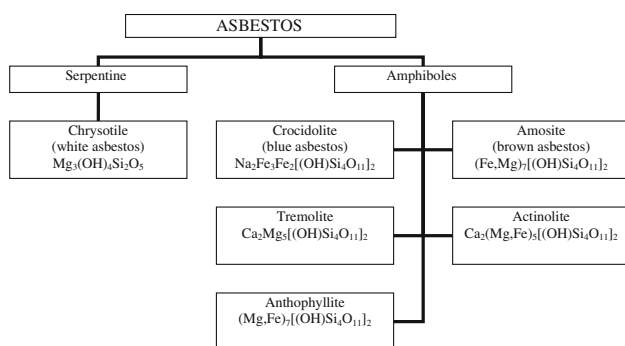 ASBESTOS
Serpentine
Amphiboles
Chrysotile
(white asbestos)
Mg₃(OH)₄Si₂O₅
Crocidolite
(blue asbestos)
Na₂Fe₃Fe₂[(OH)Si₄O₁₁]₂
Amosite
(brown asbestos)
(Fe,Mg)₇[(OH)Si₄O₁₁]₂
Tremolite
Ca₂Mg₅[(OH)Si₄O₁₁]₂
Actinolite
Ca₂(Mg,Fe)₅[(OH)Si₄O₁₁]₂
Anthophyllite
(Mg,Fe)₇[(OH)Si₄O₁₁]₂